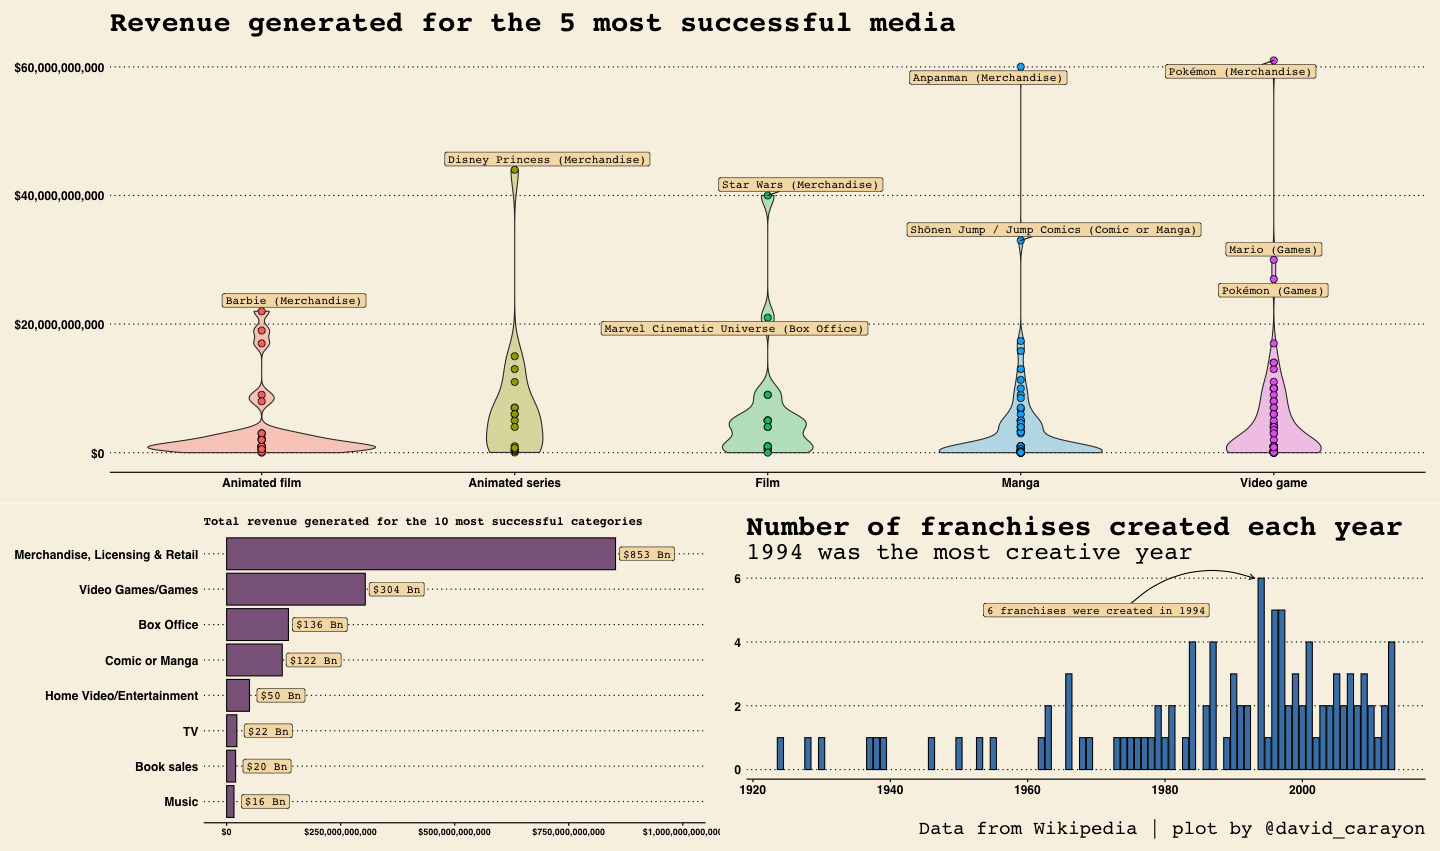 Revenue generated for the 5 most successful media
$60,000,000,000
$40,000,000,000
$20,000,000,000
$0
Pokémon (Merchandise)
Anpanman (Merchandise)
Disney Princess (Merchandise)
Star Wars (Merchandise)
Shōnen Jump / Jump Comics (Comic or Manga)
Mario (Games)
Pokémon (Games)
Barbie (Merchandise)
Marvel Cinematic Universe (Box Office)
Animated film
Animated series
Film
Manga
Video game
Total revenue generated for the 10 most successful categories
Merchandise, Licensing & Retail
$853 Bn
Video Games/Games
$304 Bn
Box Office
$136 Bn
Comic or Manga
$122 Bn
Home Video/Entertainment
$50 Bn
TV
$22 Bn
Book sales
$20 Bn
Music
$16 Bn
$0
$250,000,000,000
$500,000,000,000
$750,000,000,000
$1,000,000,000,00
Number of franchises created each year
1994 was the most creative year
6
4
2
0
6 franchises were created in 1994
1920
1940
1960
1980
2000
Data from Wikipedia | plot by @david_carayon